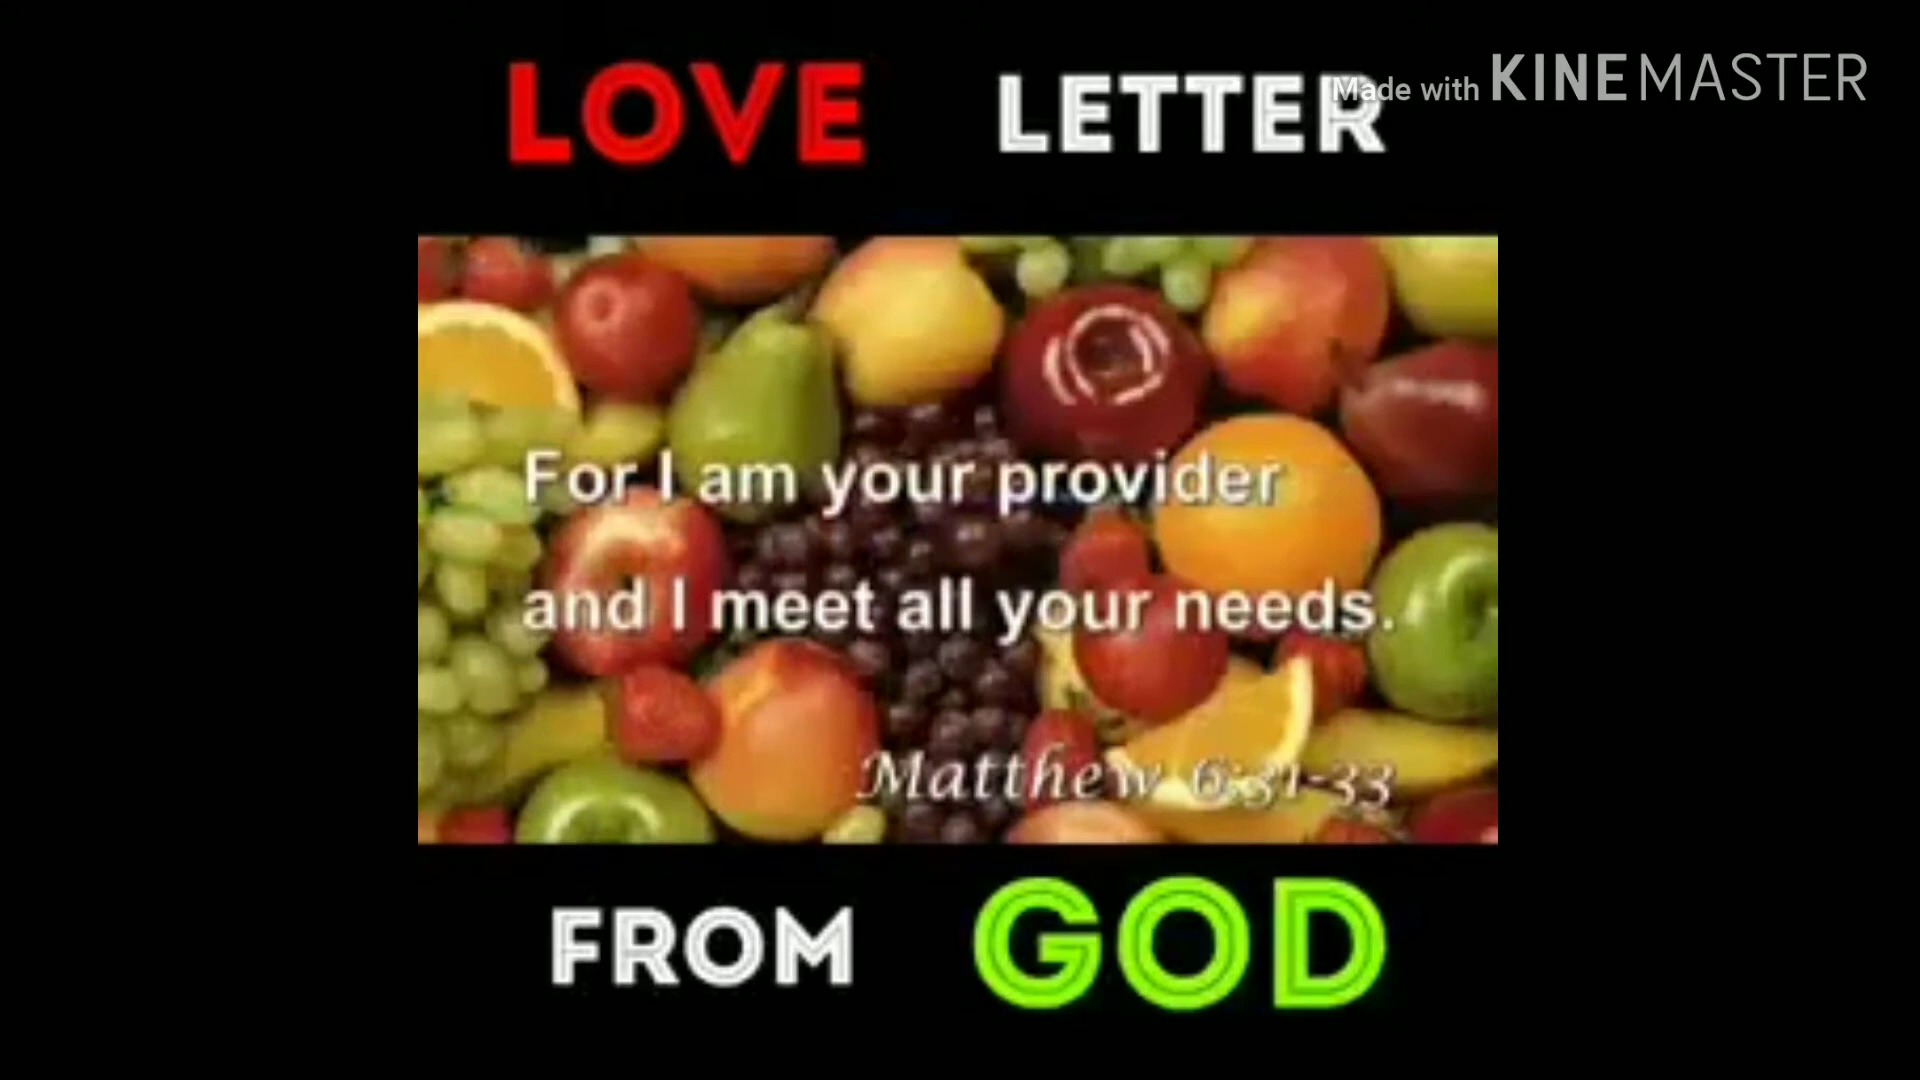 LOVE LETTER
Made with KINEMASTER
For I am your provider
and I meet all your needs.
Matthew 6:31-33
FROM GOD